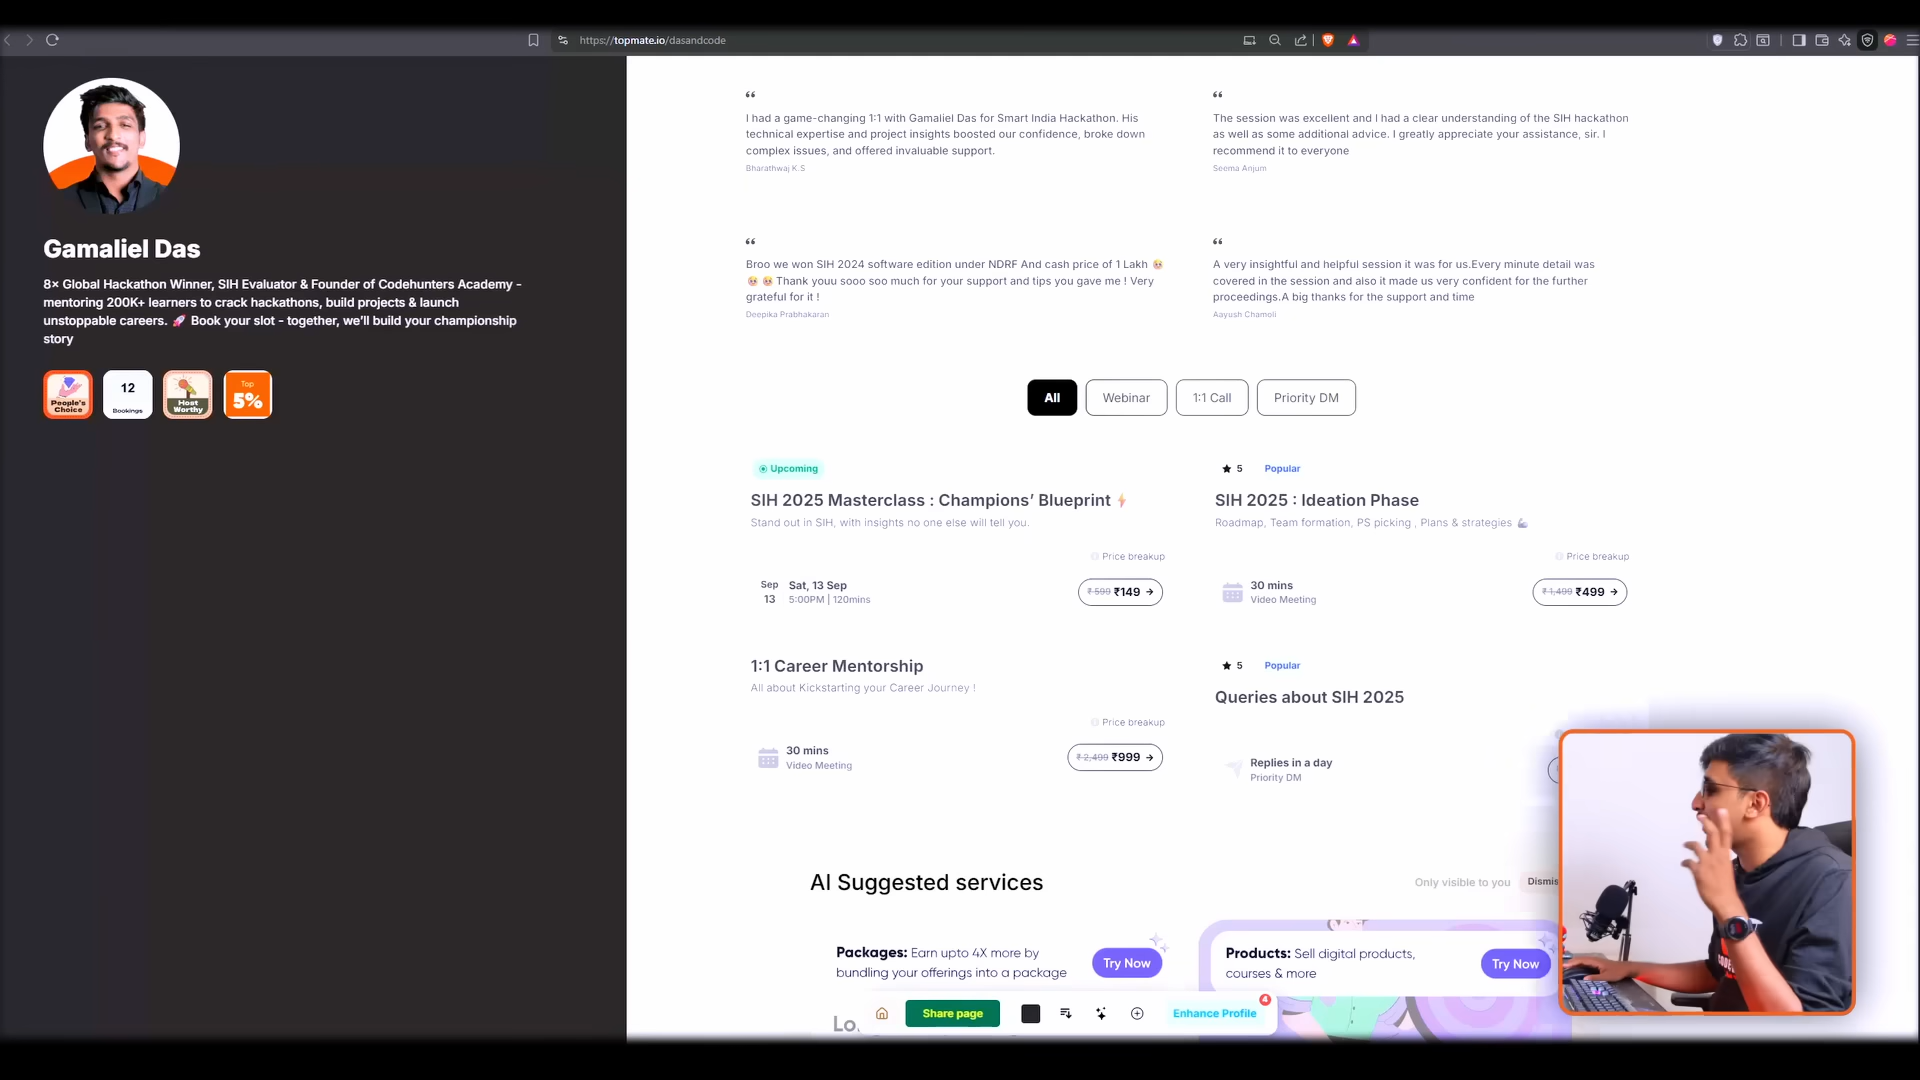 https://topmate.io/dasandcode
Gamaliel Das
8× Global Hackathon Winner, SIH Evaluator & Founder of Codehunters Academy -
mentoring 200K+ learners to crack hackathons, build projects & launch
unstoppable careers. 🚀 Book your slot - together, we'll build your championship
story
People's
Choice
12
Bookings
Host
Worthy
Top
5%
“
I had a game-changing 1:1 with Gamaliel Das for Smart India Hackathon. His
technical expertise and project insights boosted our confidence, broke down
complex issues, and offered invaluable support.
Bharathwaj K.S
“
The session was excellent and I had a clear understanding of the SIH hackathon
as well as some additional advice. I greatly appreciate your assistance, sir. I
recommend it to everyone
Seema Anjum
“
Broo we won SIH 2024 software edition under NDRF And cash price of 1 Lakh 🥹
🥹 🥹 Thank youu sooo soo much for your support and tips you gave me ! Very
grateful for it !
Deepika Prabhakaran
“
A very insightful and helpful session it was for us.Every minute detail was
covered in the session and also it made us very confident for the further
proceedings.A big thanks for the support and time
Aayush Chamoli
All
Webinar
1:1 Call
Priority DM
Upcoming
SIH 2025 Masterclass : Champions' Blueprint ⚡
Stand out in SIH, with insights no one else will tell you.
Price breakup
Sep
13
Sat, 13 Sep
5:00PM | 120mins
₹ 599 ₹149 →
★ 5 Popular
SIH 2025 : Ideation Phase
Roadmap, Team formation, PS picking , Plans & strategies 💪
Price breakup
30 mins
Video Meeting
₹ 1,499 ₹499 →
1:1 Career Mentorship
All about Kickstarting your Career Journey !
Price breakup
30 mins
Video Meeting
₹ 2,499 ₹999 →
★ 5 Popular
Queries about SIH 2025
Replies in a day
Priority DM
AI Suggested services
Only visible to you
Dismis
Packages: Earn upto 4X more by
bundling your offerings into a package
Try Now
Products: Sell digital products,
courses & more
Try Now
Share page
Enhance Profile
4
Lo